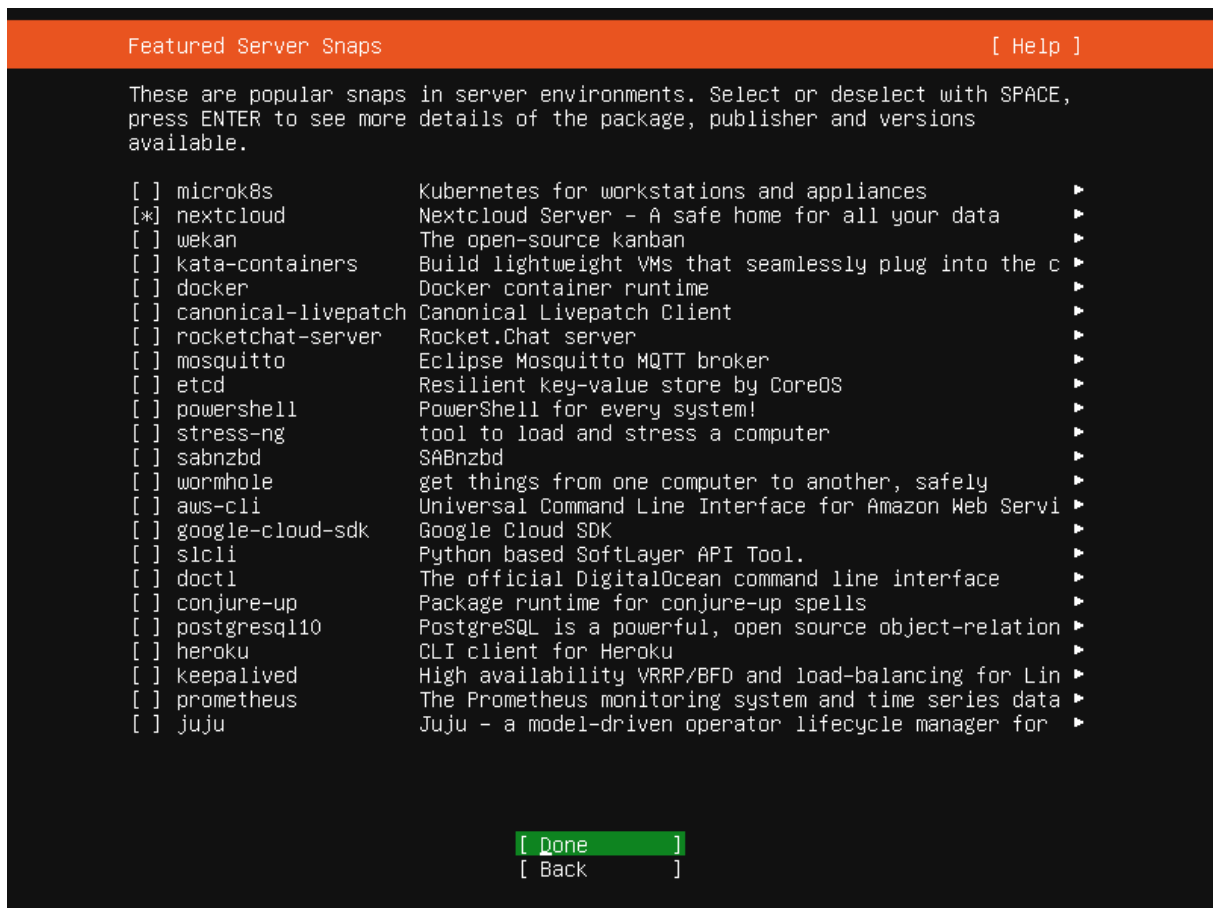 Featured Server Snaps [ Help ]
These are popular snaps in server environments. Select or deselect with SPACE,
press ENTER to see more details of the package, publisher and versions
available.
[ ] microk8s Kubernetes for workstations and appliances ▸
[*] nextcloud Nextcloud Server – A safe home for all your data ▸
[ ] wekan The open-source kanban ▸
[ ] kata-containers Build lightweight VMs that seamlessly plug into the c ▸
[ ] docker Docker container runtime ▸
[ ] canonical-livepatch Canonical Livepatch Client ▸
[ ] rocketchat-server Rocket.Chat server ▸
[ ] mosquitto Eclipse Mosquitto MQTT broker ▸
[ ] etcd Resilient key-value store by CoreOS ▸
[ ] powershell PowerShell for every system! ▸
[ ] stress-ng tool to load and stress a computer ▸
[ ] sabnzbd SABnzbd ▸
[ ] wormhole get things from one computer to another, safely ▸
[ ] aws-cli Universal Command Line Interface for Amazon Web Servi ▸
[ ] google-cloud-sdk Google Cloud SDK ▸
[ ] slcli Python based SoftLayer API Tool. ▸
[ ] doctl The official DigitalOcean command line interface ▸
[ ] conjure-up Package runtime for conjure-up spells ▸
[ ] postgresql10 PostgreSQL is a powerful, open source object-relation ▸
[ ] heroku CLI client for Heroku ▸
[ ] keepalived High availability VRRP/BFD and load-balancing for Lin ▸
[ ] prometheus The Prometheus monitoring system and time series data ▸
[ ] juju Juju – a model-driven operator lifecycle manager for ▸
[ Done ]
[ Back ]